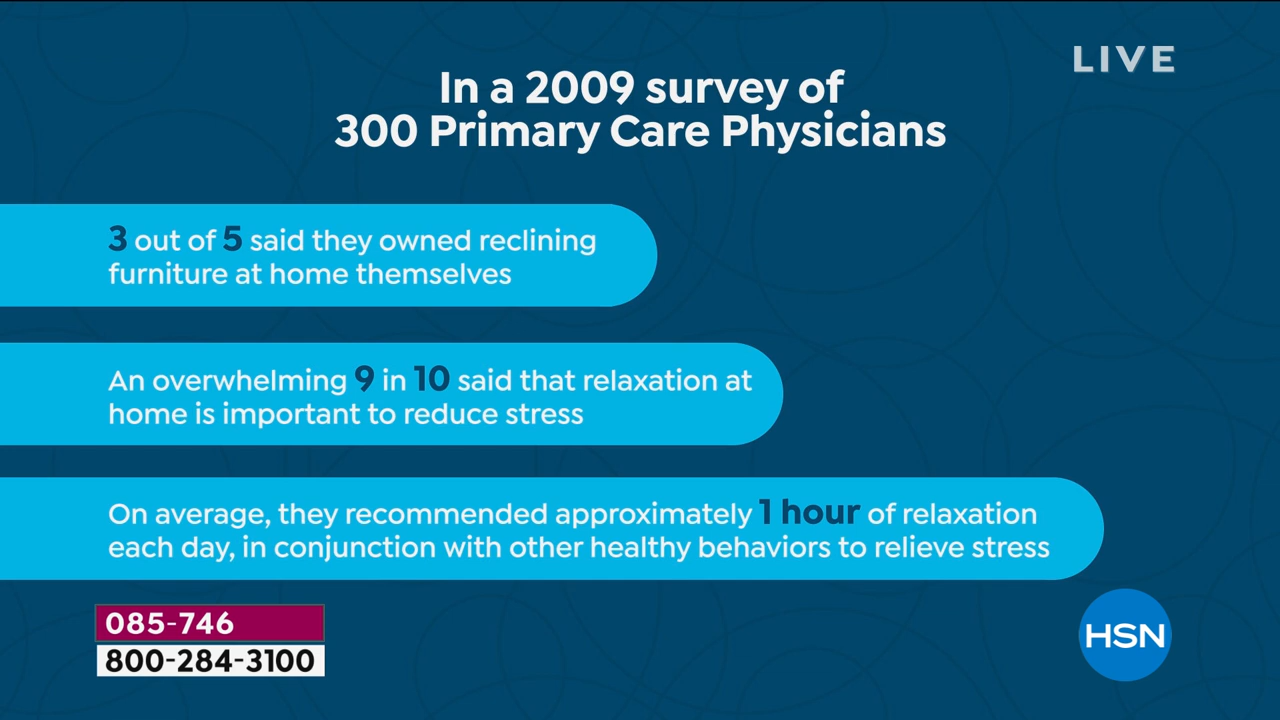 LIVE
In a 2009 survey of
300 Primary Care Physicians
3 out of 5 said they owned reclining
furniture at home themselves
An overwhelming 9 in 10 said that relaxation at
home is important to reduce stress
On average, they recommended approximately 1 hour of relaxation
each day, in conjunction with other healthy behaviors to relieve stress
085-746
800-284-3100
HSN